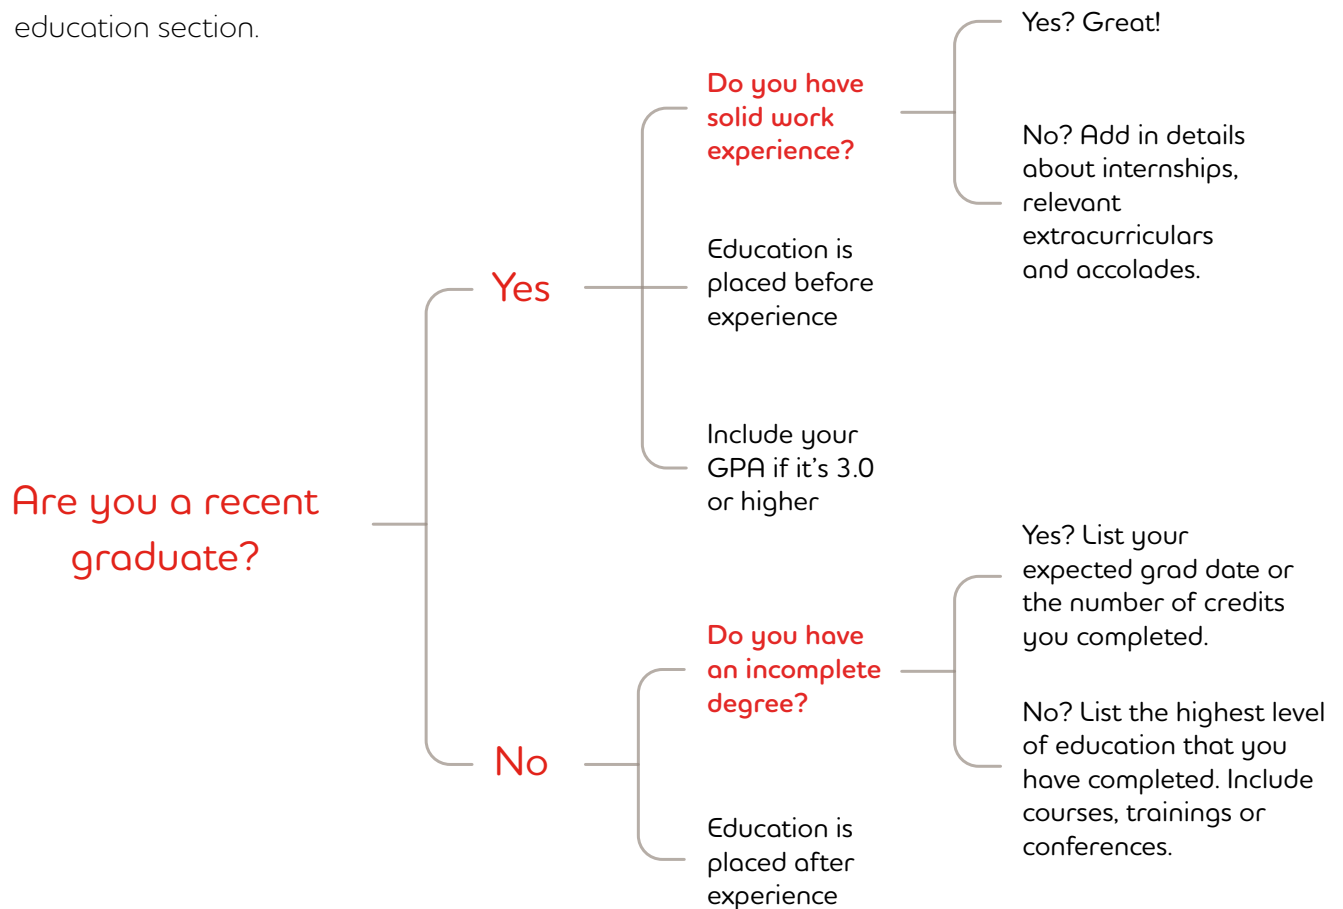 education section.
Are you a recent
graduate?
Yes
Do you have
solid work
experience?
Yes? Great!
No? Add in details
about internships,
relevant
extracurriculars
and accolades.
Education is
placed before
experience
Include your
GPA if it's 3.0
or higher
No
Do you have
an incomplete
degree?
Yes? List your
expected grad date or
the number of credits
you completed.
No? List the highest level
of education that you
have completed. Include
courses, trainings or
conferences.
Education is
placed after
experience